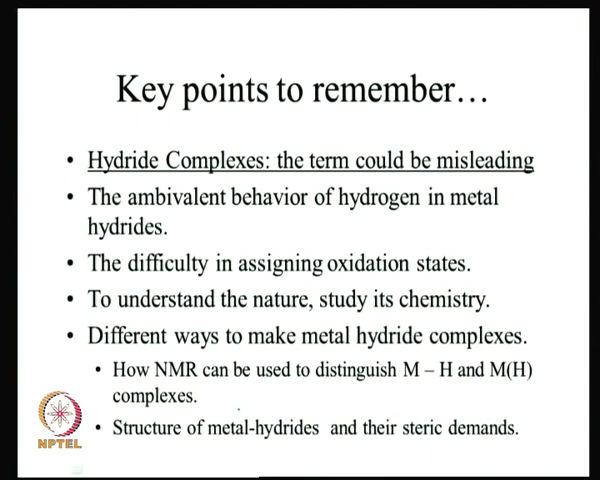 Key points to remember…
• Hydride Complexes: the term could be misleading
• The ambivalent behavior of hydrogen in metal
hydrides.
• The difficulty in assigning oxidation states.
• To understand the nature, study its chemistry.
• Different ways to make metal hydride complexes.
• How NMR can be used to distinguish M – H and M(H)
complexes.
• Structure of metal-hydrides and their steric demands.
NPTEL